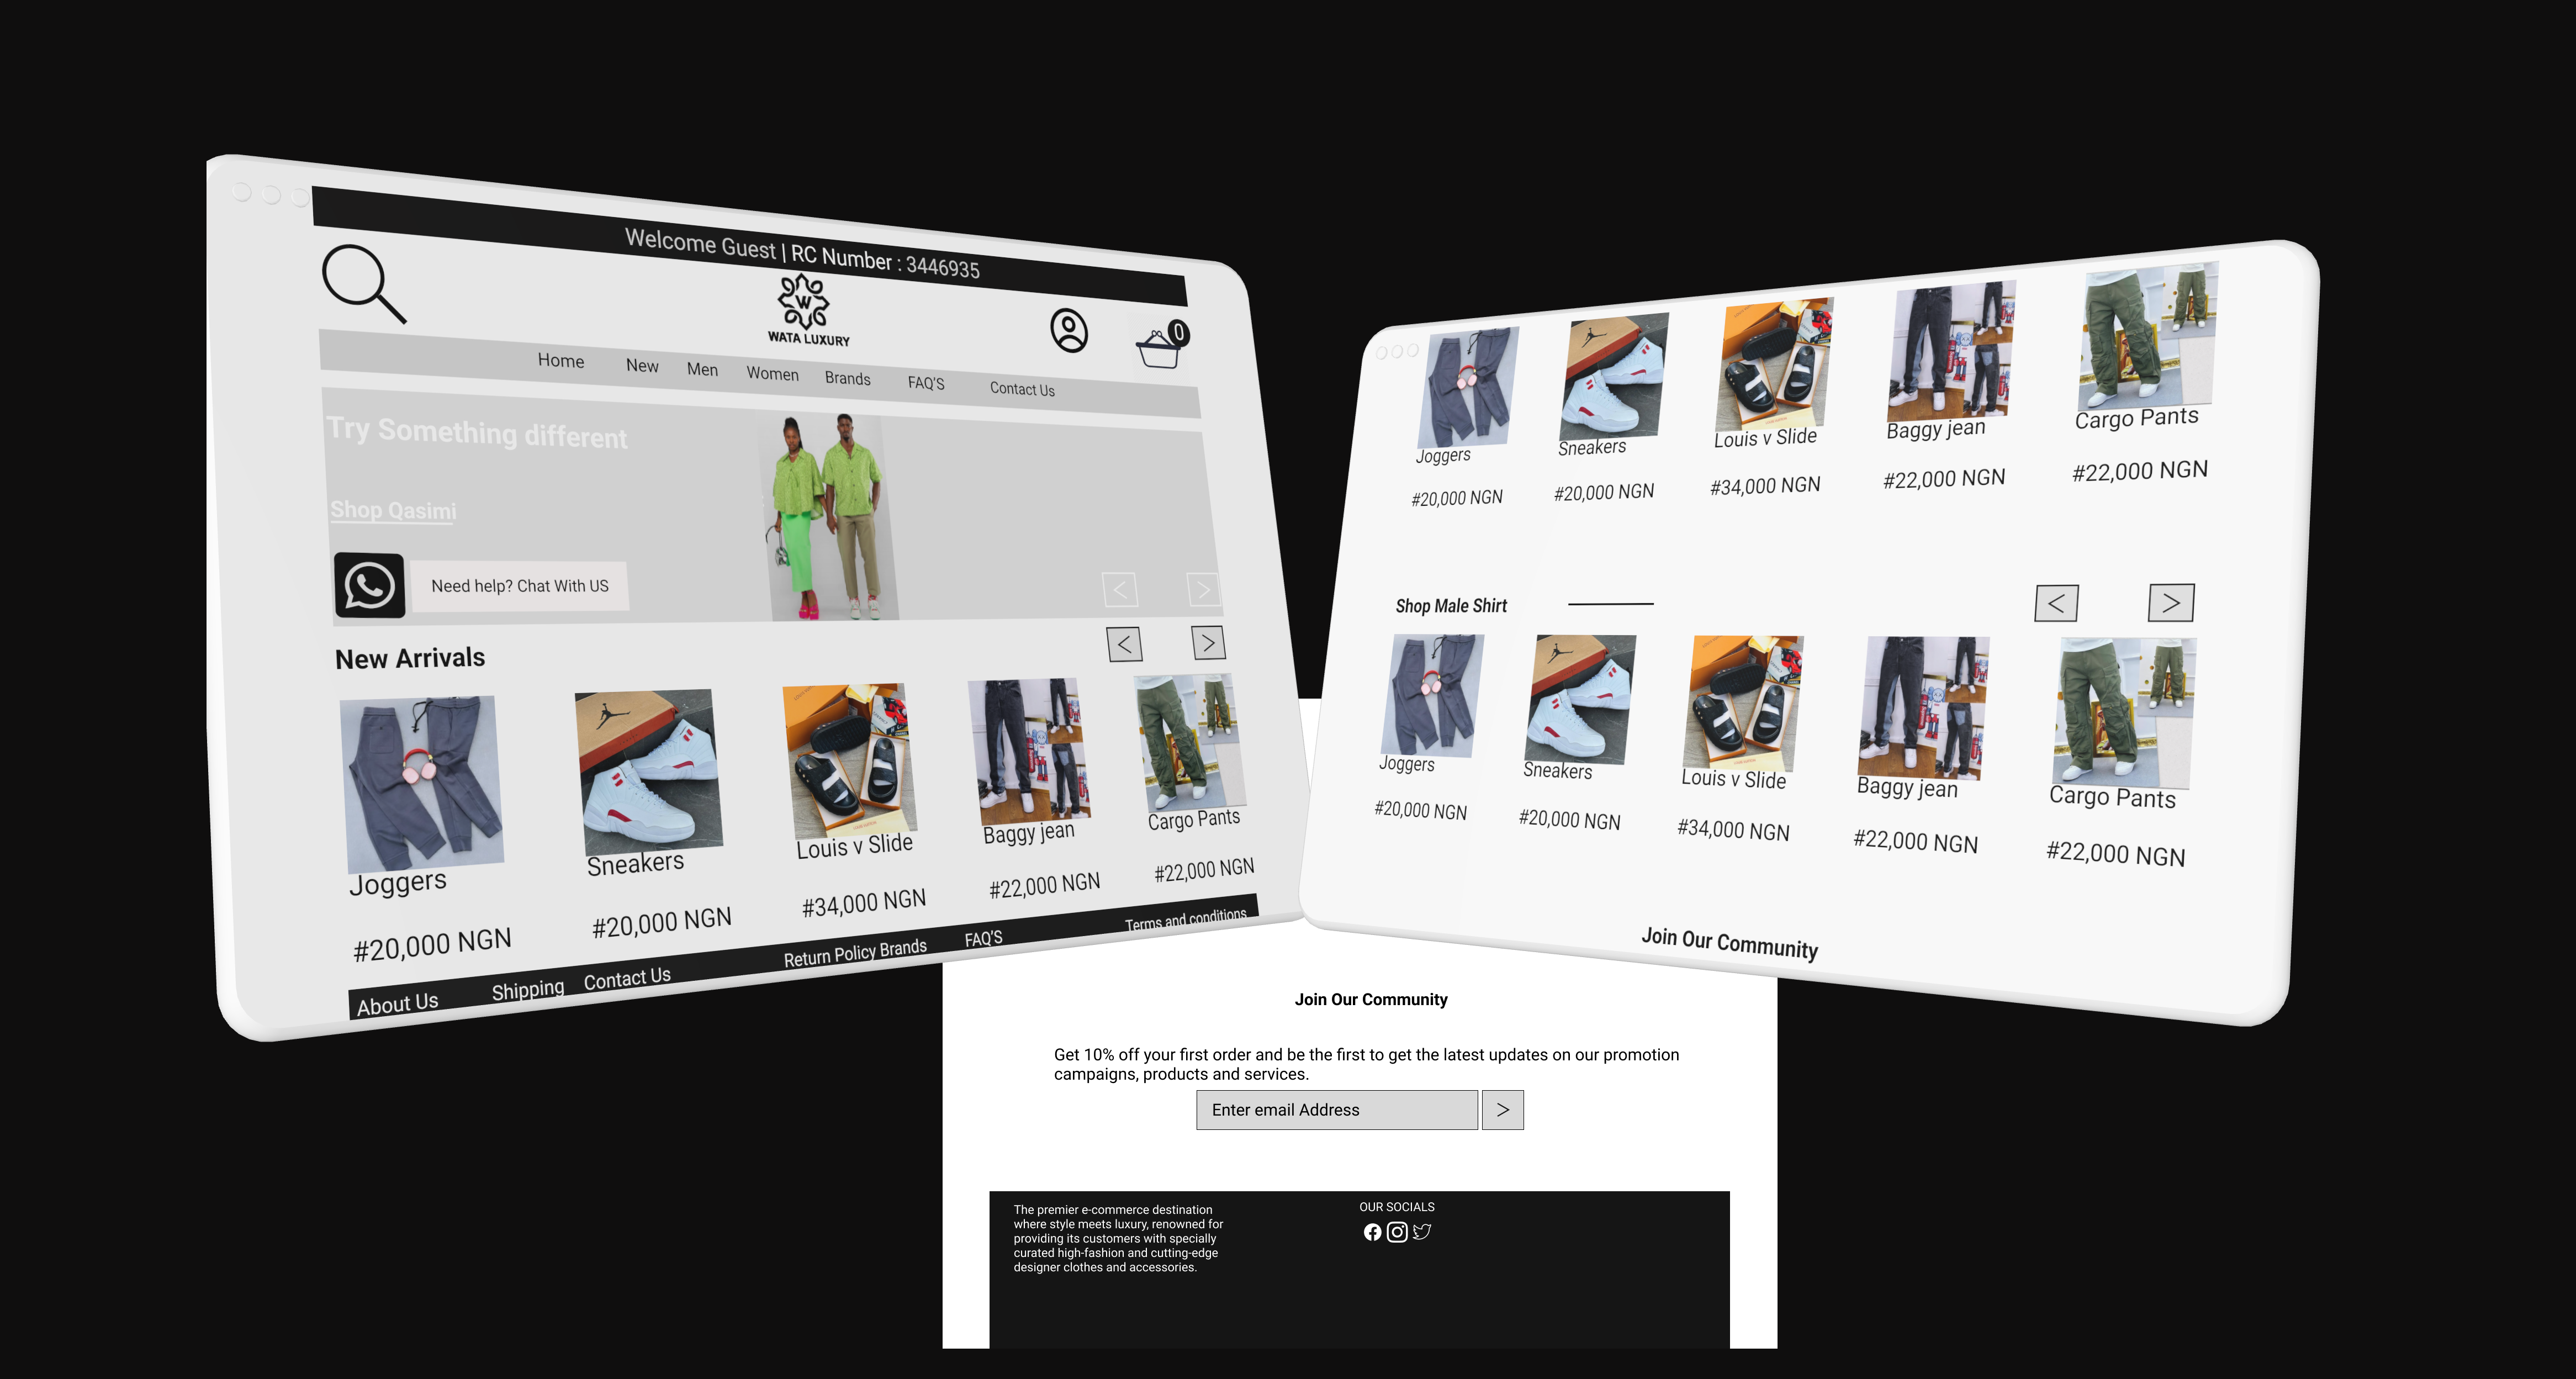 Welcome Guest | RC Number : 3446935
W
WATA LUXURY
0
Home New Men Women Brands FAQ'S Contact Us
Try Something different
Shop Qasimi
Need help? Chat With US
< >
New Arrivals < >
Joggers Sneakers Louis v Slide Baggy jean Cargo Pants
#20,000 NGN #20,000 NGN #34,000 NGN #22,000 NGN #22,000 NGN
About Us Shipping Contact Us Return Policy Brands FAQ'S Terms and conditions
Joggers Sneakers Louis v Slide Baggy jean Cargo Pants
#20,000 NGN #20,000 NGN #34,000 NGN #22,000 NGN #22,000 NGN
Shop Male Shirt < >
Joggers Sneakers Louis v Slide Baggy jean Cargo Pants
#20,000 NGN #20,000 NGN #34,000 NGN #22,000 NGN #22,000 NGN
Join Our Community
Join Our Community
Get 10% off your first order and be the first to get the latest updates on our promotion
campaigns, products and services.
Enter email Address >
The premier e-commerce destination
where style meets luxury, renowned for
providing its customers with specially
curated high-fashion and cutting-edge
designer clothes and accessories.
OUR SOCIALS